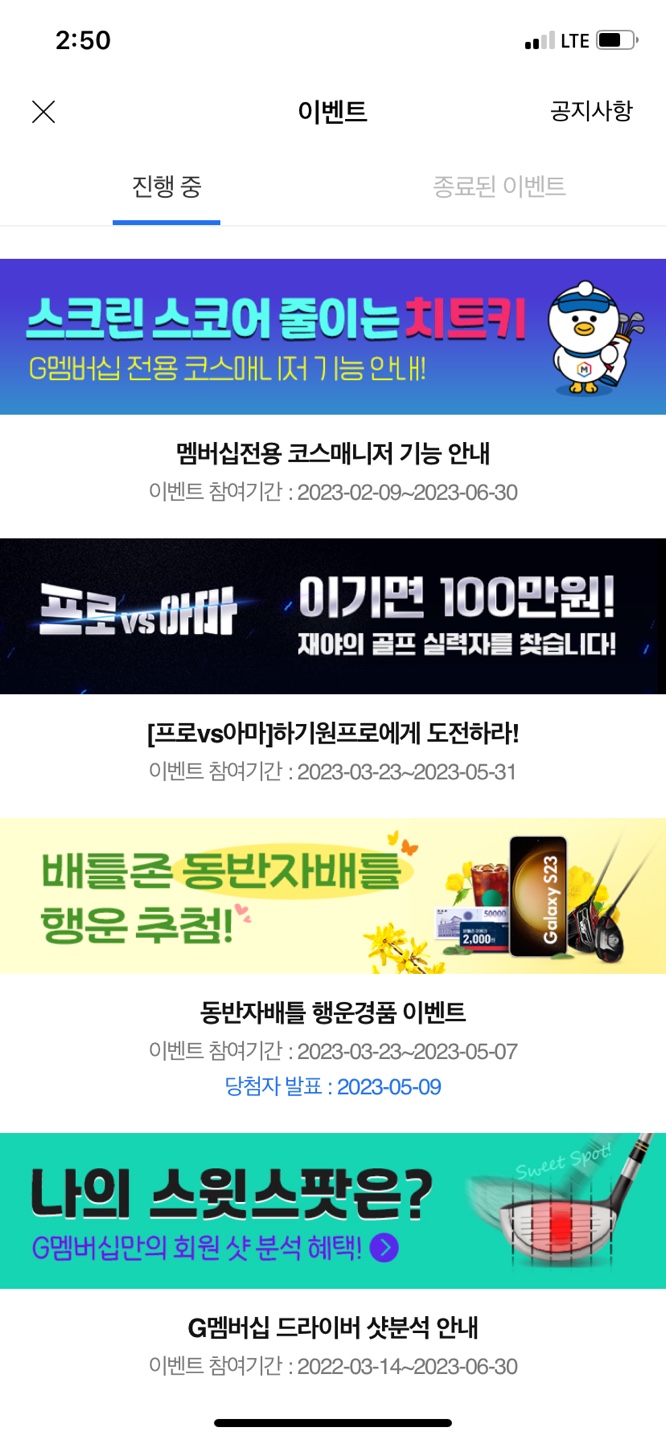 2:50
LTE
이벤트
공지사항
진행 중
종료된 이벤트
스크린 스코어 줄이는 치트키
G멤버십 전용 코스매니저 기능 안내!
M
멤버십전용 코스매니저 기능 안내
이벤트 참여기간 : 2023-02-09~2023-06-30
프로 vs 아마
이기면 100만원!
재야의 골프 실력자를 찾습니다!
[프로vs아마]하기원프로에게 도전하라!
이벤트 참여기간 : 2023-03-23~2023-05-31
배틀존 동반자배틀
행운 추첨!
50000
2,000원
Galaxy S23
동반자배틀 행운경품 이벤트
이벤트 참여기간 : 2023-03-23~2023-05-07
당첨자 발표 : 2023-05-09
나의 스윗스팟은?
G멤버십만의 회원 샷 분석 혜택!
Sweet Spot!
G멤버십 드라이버 샷분석 안내
이벤트 참여기간 : 2022-03-14~2023-06-30